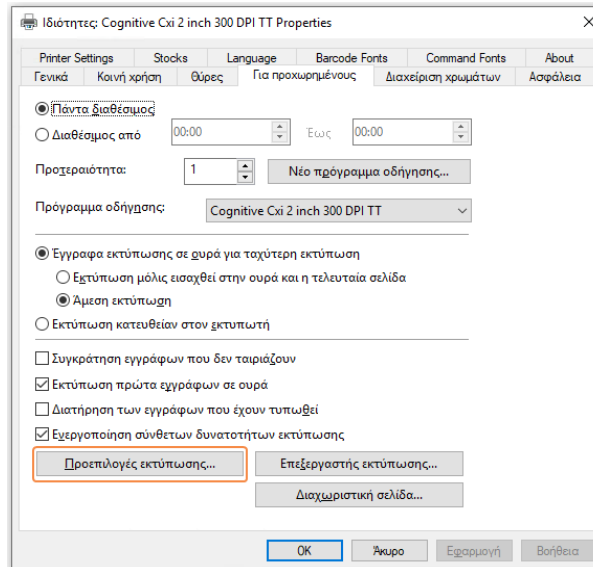 Ιδιότητες: Cognitive Cxi 2 inch 300 DPI TT Properties
Printer Settings Stocks Language Barcode Fonts Command Fonts About
Γενικά Κοινή χρήση Θύρες Για προχωρημένους Διαχείριση χρωμάτων Ασφάλεια
Πάντα διαθέσιμος
Διαθέσιμος από 00:00 Έως 00:00
Προτεραιότητα: 1 Νέο πρόγραμμα οδήγησης...
Πρόγραμμα οδήγησης: Cognitive Cxi 2 inch 300 DPI TT
Έγγραφα εκτύπωσης σε ουρά για ταχύτερη εκτύπωση
Εκτύπωση μόλις εισαχθεί στην ουρά και η τελευταία σελίδα
Άμεση εκτύπωση
Εκτύπωση κατευθείαν στον εκτυπωτή
Συγκράτηση εγγράφων που δεν ταιριάζουν
Εκτύπωση πρώτα εγγράφων σε ουρά
Διατήρηση των εγγράφων που έχουν τυπωθεί
Ενεργοποίηση σύνθετων δυνατοτήτων εκτύπωσης
Προεπιλογές εκτύπωσης... Επεξεργαστής εκτύπωσης...
Διαχωριστική σελίδα...
OK Άκυρο Εφαρμογή Βοήθεια